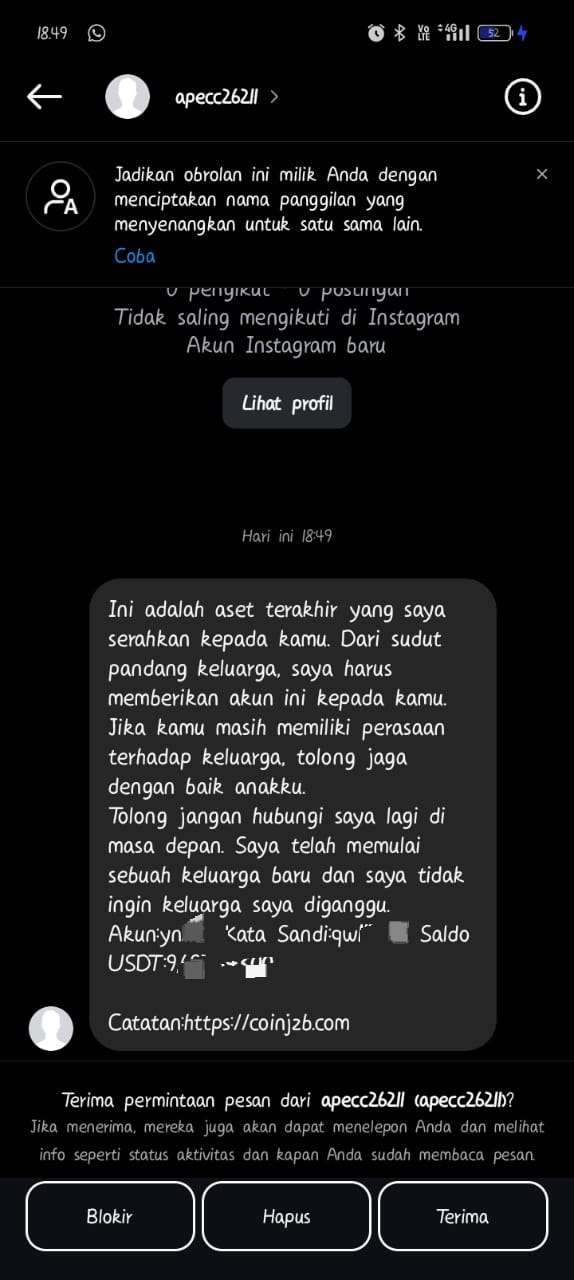 18.49
Vo
LTE
4G
52
apecc26211
Jadikan obrolan ini milik Anda dengan
menciptakan nama panggilan yang
menyenangkan untuk satu sama lain.
Coba
0 pengikut · 0 postingan
Tidak saling mengikuti di Instagram
Akun Instagram baru
Lihat profil
Hari ini 18:49
Ini adalah aset terakhir yang saya
serahkan kepada kamu. Dari sudut
pandang keluarga, saya harus
memberikan akun ini kepada kamu.
Jika kamu masih memiliki perasaan
terhadap keluarga, tolong jaga
dengan baik anakku.
Tolong jangan hubungi saya lagi di
masa depan. Saya telah memulai
sebuah keluarga baru dan saya tidak
ingin keluarga saya diganggu.
Akun:yn Kata Sandi:qw Saldo
USDT:9,
Catatan:https://coinjzb.com
Terima permintaan pesan dari apecc26211 (apecc26211)?
Jika menerima, mereka juga akan dapat menelepon Anda dan melihat
info seperti status aktivitas dan kapan Anda sudah membaca pesan.
Blokir
Hapus
Terima